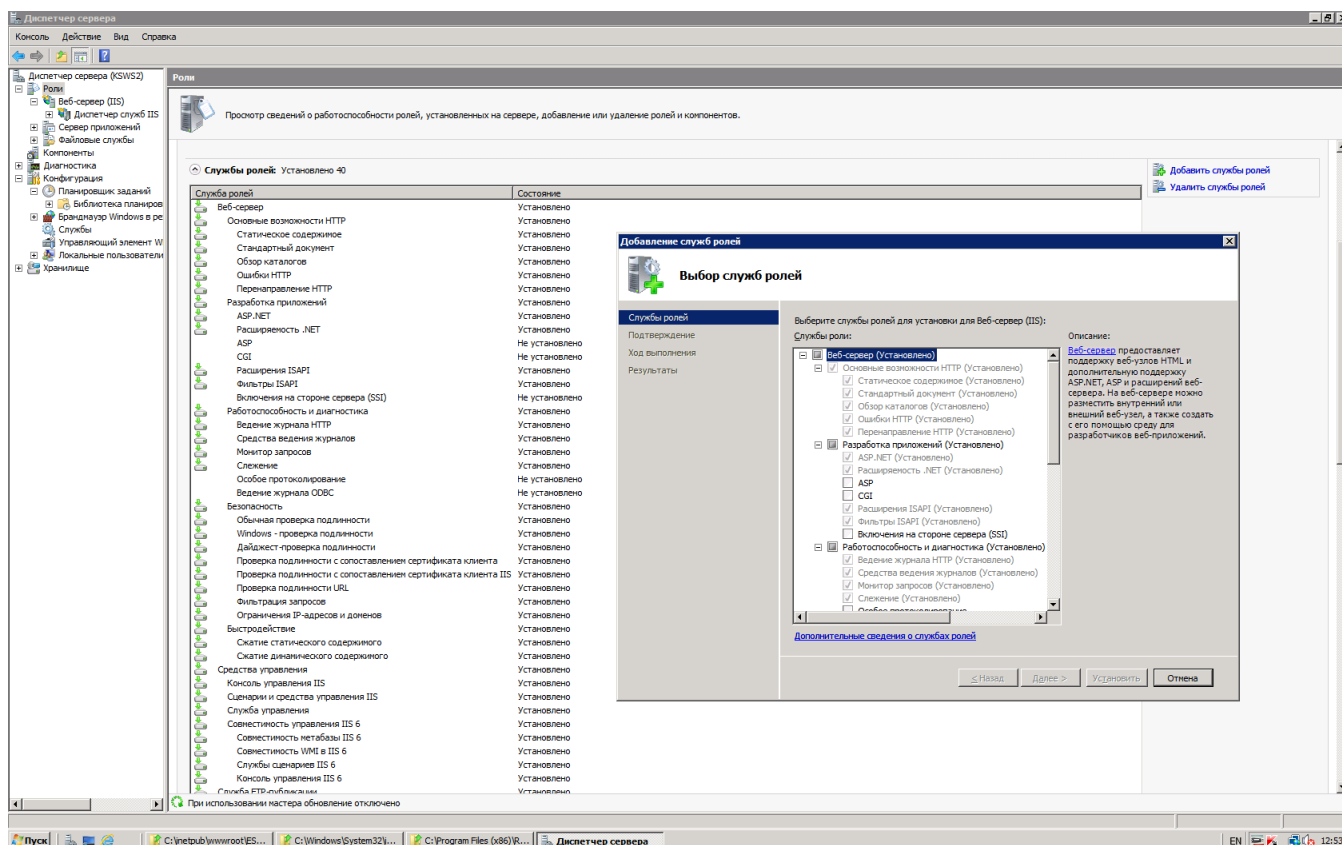 Диспетчер сервера
Консоль Действие Вид Справка
Диспетчер сервера (KSWS2)
Роли
Веб-сервер (IIS)
Диспетчер служб IIS
Сервер приложений
Файловые службы
Компоненты
Диагностика
Конфигурация
Планировщик заданий
Библиотека планиров
Брандмауэр Windows в ре
Службы
Управляющий элемент W
Локальные пользователи
Хранилище
Роли
Просмотр сведений о работоспособности ролей, установленных на сервере, добавление или удаление ролей и компонентов.
Службы ролей: Установлено 40
Служба ролей Состояние
Веб-сервер Установлено
Основные возможности HTTP Установлено
Статическое содержимое Установлено
Стандартный документ Установлено
Обзор каталогов Установлено
Ошибки HTTP Установлено
Перенаправление HTTP Установлено
Разработка приложений Установлено
ASP.NET Установлено
Расширяемость .NET Установлено
ASP Не установлено
CGI Не установлено
Расширения ISAPI Установлено
Фильтры ISAPI Установлено
Включения на стороне сервера (SSI) Не установлено
Работоспособность и диагностика Установлено
Ведение журнала HTTP Установлено
Средства ведения журналов Установлено
Монитор запросов Установлено
Слежение Установлено
Особое протоколирование Не установлено
Ведение журнала ODBC Не установлено
Безопасность Установлено
Обычная проверка подлинности Установлено
Windows - проверка подлинности Установлено
Дайджест-проверка подлинности Установлено
Проверка подлинности с сопоставлением сертификата клиента Установлено
Проверка подлинности с сопоставлением сертификата клиента IIS Установлено
Проверка подлинности URL Установлено
Фильтрация запросов Установлено
Ограничения IP-адресов и доменов Установлено
Быстродействие Установлено
Сжатие статического содержимого Установлено
Сжатие динамического содержимого Установлено
Средства управления Установлено
Консоль управления IIS Установлено
Сценарии и средства управления IIS Установлено
Служба управления Установлено
Совместимость управления IIS 6 Установлено
Совместимость метабазы IIS 6 Установлено
Совместимость WMI в IIS 6 Установлено
Службы сценариев IIS 6 Установлено
Консоль управления IIS 6 Установлено
Служба FTP-публикации Установлено
Добавить службы ролей
Удалить службы ролей
Добавление служб ролей
Выбор служб ролей
Службы ролей
Подтверждение
Ход выполнения
Результаты
Выберите службы ролей для установки для Веб-сервер (IIS):
Службы роли:
Веб-сервер (Установлено)
Основные возможности HTTP (Установлено)
Статическое содержимое (Установлено)
Стандартный документ (Установлено)
Обзор каталогов (Установлено)
Ошибки HTTP (Установлено)
Перенаправление HTTP (Установлено)
Разработка приложений (Установлено)
ASP.NET (Установлено)
Расширяемость .NET (Установлено)
ASP
CGI
Расширения ISAPI (Установлено)
Фильтры ISAPI (Установлено)
Включения на стороне сервера (SSI)
Работоспособность и диагностика (Установлено)
Ведение журнала HTTP (Установлено)
Средства ведения журналов (Установлено)
Монитор запросов (Установлено)
Слежение (Установлено)
Особое протоколирование
Описание:
Веб-сервер предоставляет
поддержку веб-узлов HTML и
дополнительную поддержку
ASP.NET, ASP и расширений веб-
сервера. На веб-сервере можно
разместить внутренний или
внешний веб-узел, а также создать
с его помощью среду для
разработчиков веб-приложений.
Дополнительные сведения о службах ролей
< Назад Далее > Установить Отмена
При использовании мастера обновление отключено
Пуск C:\inetpub\wwwroot\ES... C:\Windows\System32\i... C:\Program Files (x86)\R... Диспетчер сервера EN 12:53